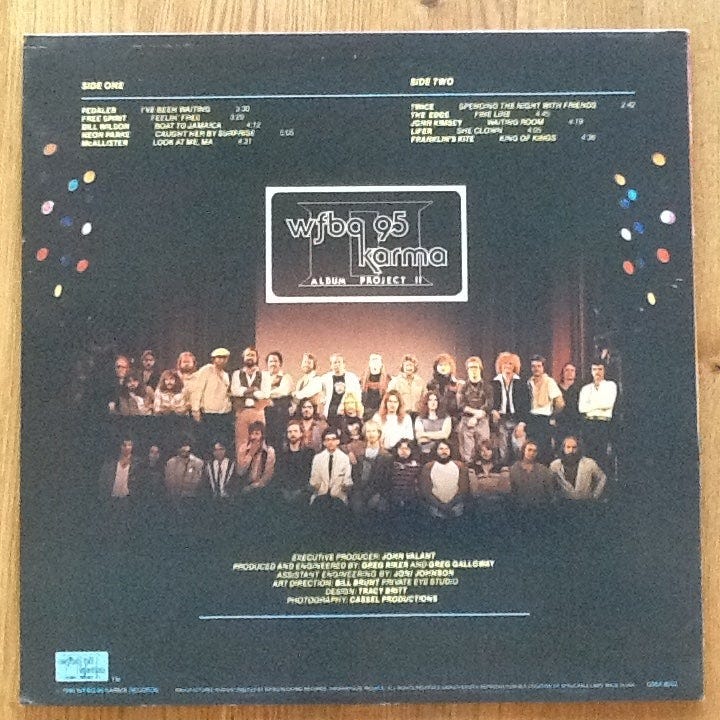 SIDE ONE
PEDALER I'VE BEEN WAITING 3:30
FREE SPIRIT FEELIN' FREE 3:29
BILL WILSON BOAT TO JAMAICA 4:12
NEON PARKE CAUGHT HER BY SURPRISE 5:05
McALLISTER LOOK AT ME, MA 4:31
SIDE TWO
TWICE SPENDING THE NIGHT WITH FRIENDS 2:42
THE EDGE FINE LINE 4:45
JOHN KIMSEY WAITING ROOM 4:19
LIFER SHE CLOWN 4:05
FRANKLIN'S KITE KING OF KINGS 4:36
II
wfbq 95
karma
ALBUM PROJECT II
EXECUTIVE PRODUCER: JOHN VALANT
PRODUCED AND ENGINEERED BY: GREG RIKER AND GREG GALLOWAY
ASSISTANT ENGINEERING BY: JONI JOHNSON
ART DIRECTION: BILL BRUNT PRIVATE EYE STUDIO
DESIGN: TRACY BRITT
PHOTOGRAPHY: CASSEL PRODUCTIONS